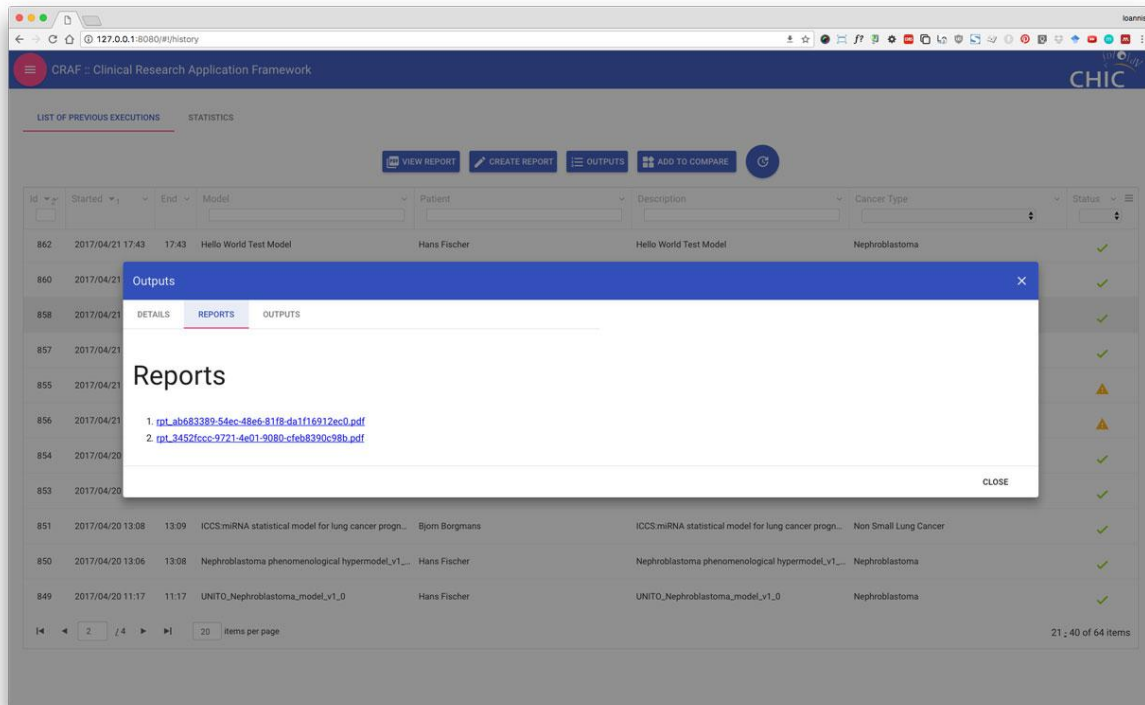 Ioannis
127.0.0.1:8080/#!/history
CRAF :: Clinical Research Application Framework
CHIC
LIST OF PREVIOUS EXECUTIONS STATISTICS
VIEW REPORT CREATE REPORT OUTPUTS ADD TO COMPARE
Id Started End Model Patient Description Cancer Type Status
862 2017/04/21 17:43 17:43 Hello World Test Model Hans Fischer Hello World Test Model Nephroblastoma
860 2017/04/21
Outputs
858 2017/04/21
DETAILS REPORTS OUTPUTS
857 2017/04/21
855 2017/04/21
Reports
856 2017/04/21
1. rpt_ab683389-54ec-48e6-81f8-da1f16912ec0.pdf
2. rpt_3452fccc-9721-4e01-9080-cfeb8390c98b.pdf
854 2017/04/20
CLOSE
853 2017/04/20
851 2017/04/20 13:08 13:09 ICCS:miRNA statistical model for lung cancer progn... Bjorn Borgmans ICCS:miRNA statistical model for lung cancer progn... Non Small Lung Cancer
850 2017/04/20 13:06 13:08 Nephroblastoma phenomenological hypermodel_v1_... Hans Fischer Nephroblastoma phenomenological hypermodel_v1_... Nephroblastoma
849 2017/04/20 11:17 11:17 UNITO_Nephroblastoma_model_v1_0 Hans Fischer UNITO_Nephroblastoma_model_v1_0 Nephroblastoma
2 / 4 20 items per page 21 - 40 of 64 items